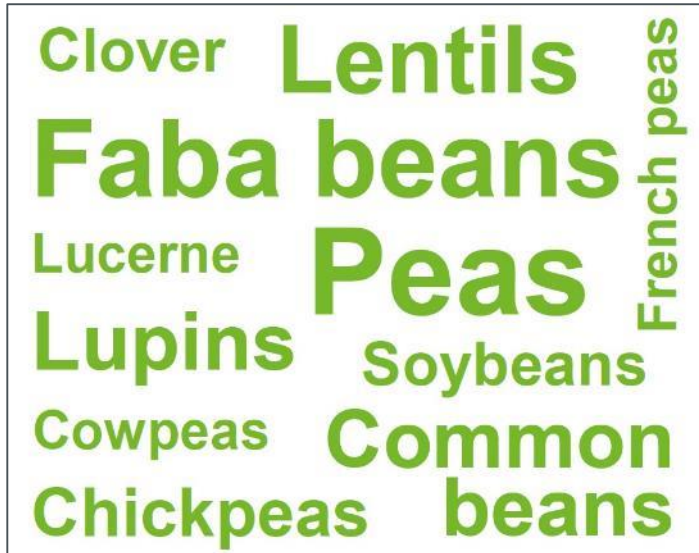 Clover
Lentils
French peas
Faba beans
Lucerne
Peas
Lupins
Soybeans
Cowpeas
Common
beans
Chickpeas